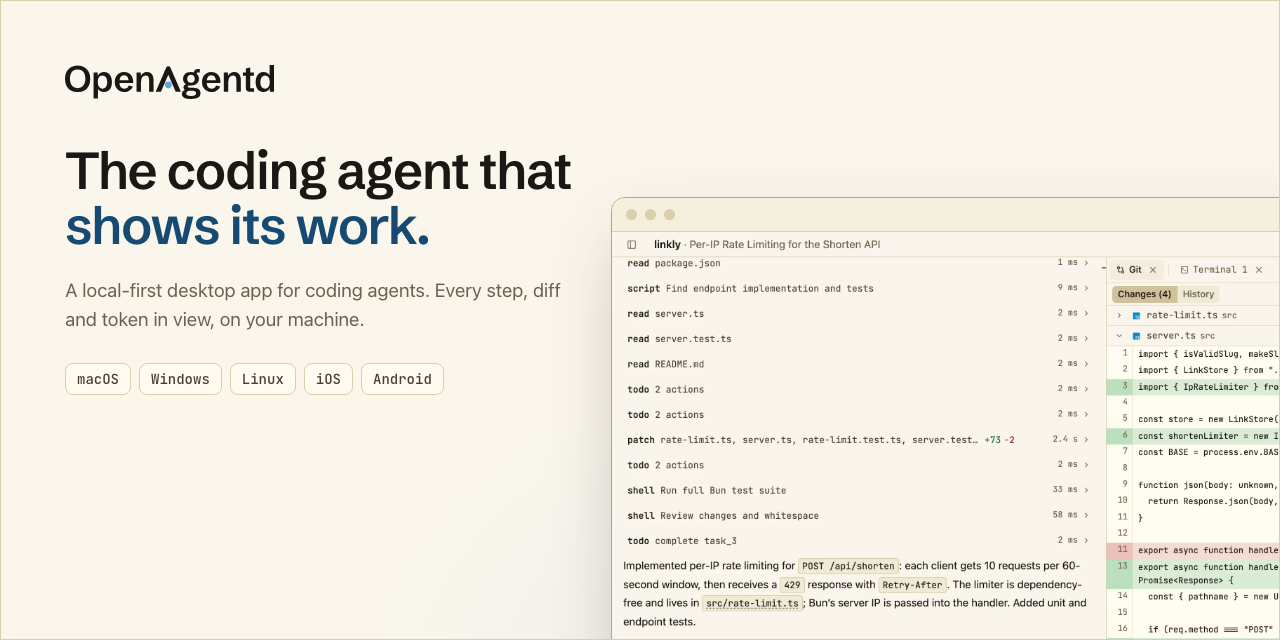 OpenAgentd
The coding agent that
shows its work.
A local-first desktop app for coding agents. Every step, diff
and token in view, on your machine.
macOS
Windows
Linux
iOS
Android
linkly · Per-IP Rate Limiting for the Shorten API
read package.json 1 ms ›
script Find endpoint implementation and tests 9 ms ›
read server.ts 2 ms ›
read server.test.ts 2 ms ›
read README.md 2 ms ›
todo 2 actions 2 ms ›
todo 2 actions 2 ms ›
patch rate-limit.ts, server.ts, rate-limit.test.ts, server.test… +73 -2 2.4 s ›
todo 2 actions 2 ms ›
shell Run full Bun test suite 33 ms ›
shell Review changes and whitespace 58 ms ›
todo complete task_3 2 ms ›
Implemented per-IP rate limiting for POST /api/shorten: each client gets 10 requests per 60-
second window, then receives a 429 response with Retry-After. The limiter is dependency-
free and lives in src/rate-limit.ts; Bun's server IP is passed into the handler. Added unit and
endpoint tests.
Git × Terminal 1 ×
Changes (4) History
rate-limit.ts src
server.ts src
1 import { isValidSlug, makeSl
2 import { LinkStore } from ".
3 import { IpRateLimiter } fro
4
5 const store = new LinkStore(
6 const shortenLimiter = new I
7 const BASE = process.env.BAS
8
9 function json(body: unknown,
10 return Response.json(body,
11 }
12
11 export async function handle
13 export async function handle
Promise<Response> {
14 const { pathname } = new U
15
16 if (req.method === "POST"